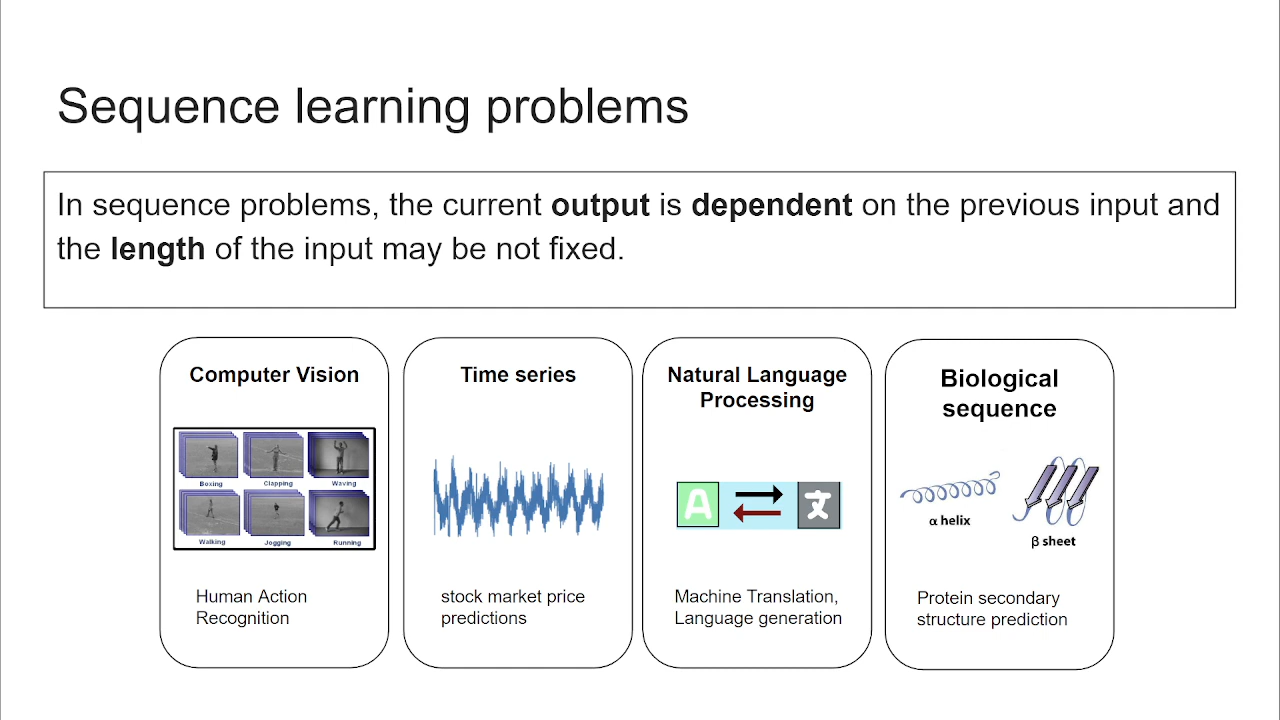 Sequence learning problems
In sequence problems, the current output is dependent on the previous input and
the length of the input may be not fixed.
Computer Vision
Boxing
Clapping
Waving
Walking
Jogging
Running
Human Action
Recognition
Time series
stock market price
predictions
Natural Language
Processing
A
文
Machine Translation,
Language generation
Biological
sequence
α helix
β sheet
Protein secondary
structure prediction